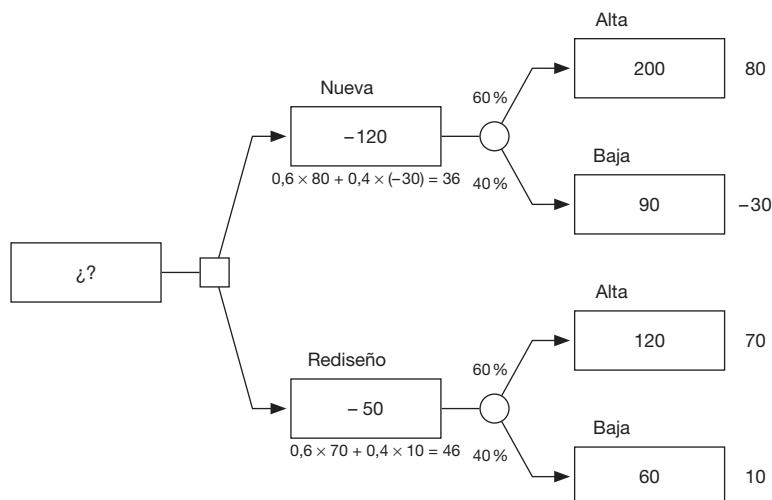 Alta
200 80
Nueva
60 %
−120
0,6 × 80 + 0,4 × (−30) = 36
40 %
Baja
90 −30
¿?
Alta
120 70
Rediseño
60 %
− 50
0,6 × 70 + 0,4 × 10 = 46
40 %
Baja
60 10